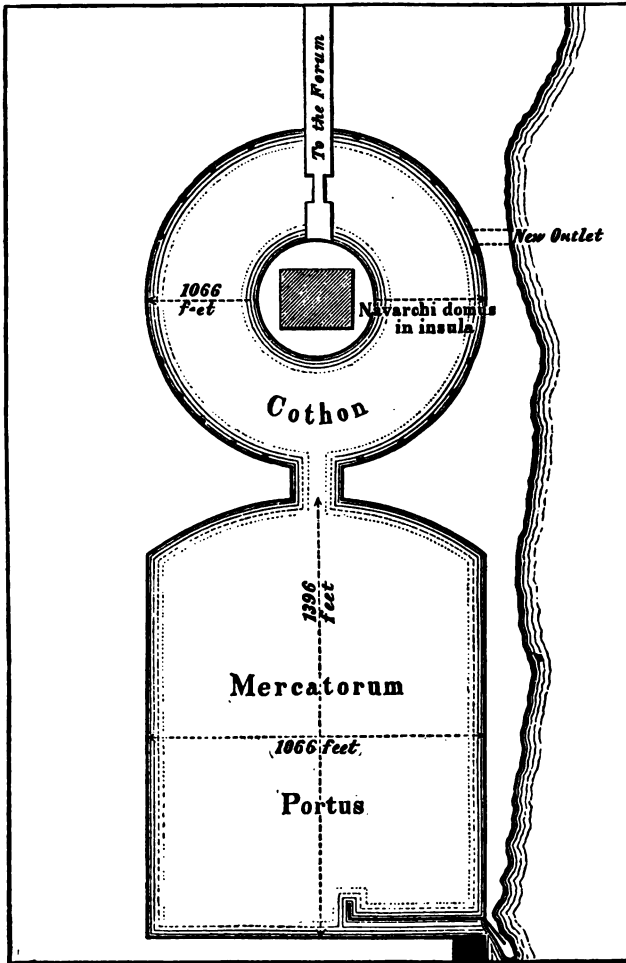 To the Forum
New Outlet
1066
feet
Navarchi domus
in insula
Cothon
1396
feet
Mercatorum
1066 feet
Portus